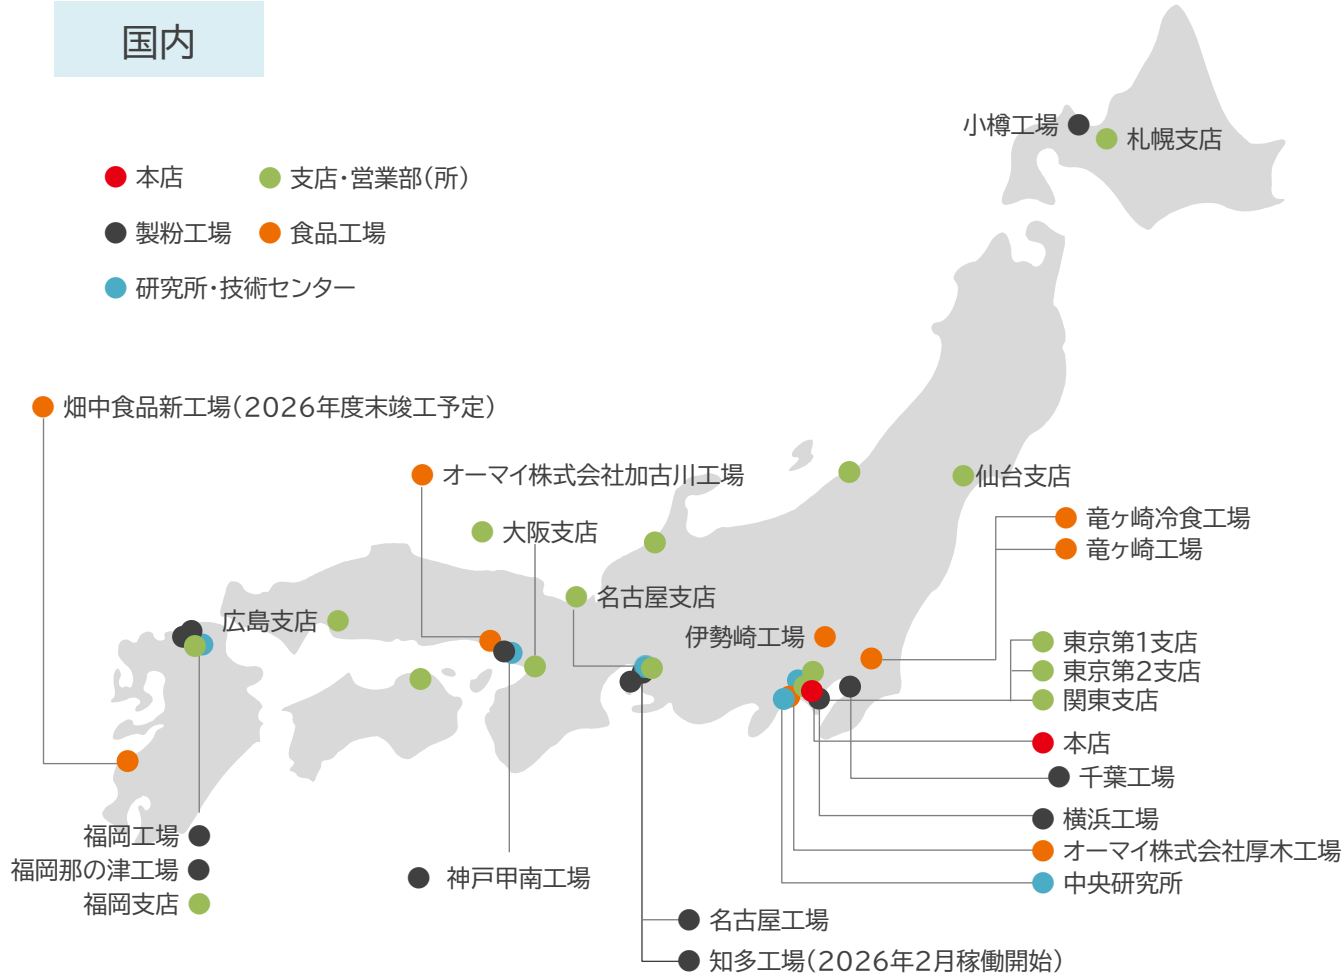 国内
本店
支店・営業部(所)
製粉工場
食品工場
研究所・技術センター
小樽工場
札幌支店
畑中食品新工場(2026年度末竣工予定)
オーマイ株式会社加古川工場
仙台支店
大阪支店
竜ヶ崎冷食工場
竜ヶ崎工場
名古屋支店
広島支店
伊勢崎工場
東京第1支店
東京第2支店
関東支店
本店
千葉工場
横浜工場
オーマイ株式会社厚木工場
中央研究所
福岡工場
福岡那の津工場
福岡支店
神戸甲南工場
名古屋工場
知多工場(2026年2月稼働開始)